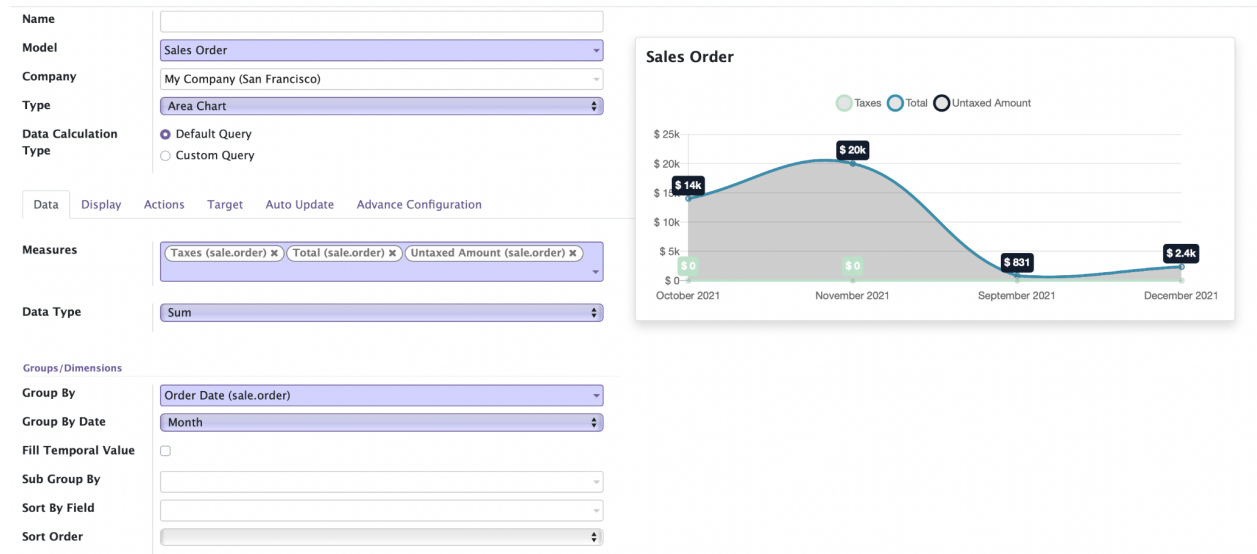 Name
Model
Sales Order
Company
My Company (San Francisco)
Type
Area Chart
Data Calculation
Type
Default Query
Custom Query
Data
Display
Actions
Target
Auto Update
Advance Configuration
Measures
Taxes (sale.order) ×
Total (sale.order) ×
Untaxed Amount (sale.order) ×
Data Type
Sum
Groups/Dimensions
Group By
Order Date (sale.order)
Group By Date
Month
Fill Temporal Value
Sub Group By
Sort By Field
Sort Order
Sales Order
Taxes
Total
Untaxed Amount
$ 25k
$ 20k
$ 10k
$ 5k
$ 0
$ 14k
$ 20k
$ 831
$ 2.4k
$ 0
$ 0
October 2021
November 2021
September 2021
December 2021